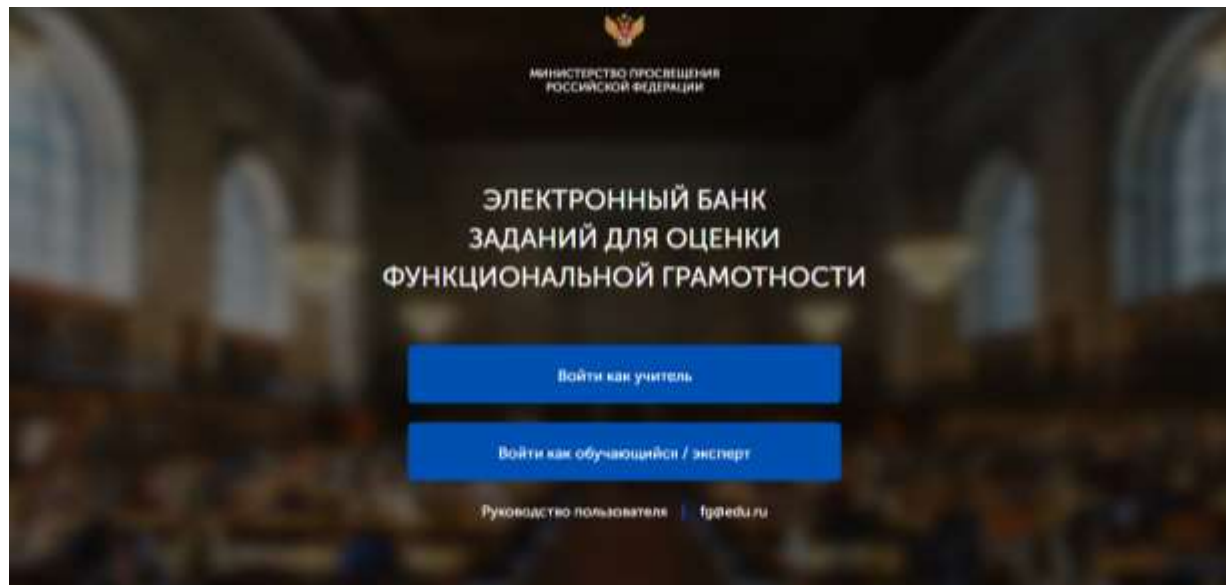 МИНИСТЕРСТВО ПРОСВЕЩЕНИЯ
РОССИЙСКОЙ ФЕДЕРАЦИИ
ЭЛЕКТРОННЫЙ БАНК
ЗАДАНИЙ ДЛЯ ОЦЕНКИ
ФУНКЦИОНАЛЬНОЙ ГРАМОТНОСТИ
Войти как учитель
Войти как обучающийся / эксперт
Руководство пользователя | fg@edu.ru